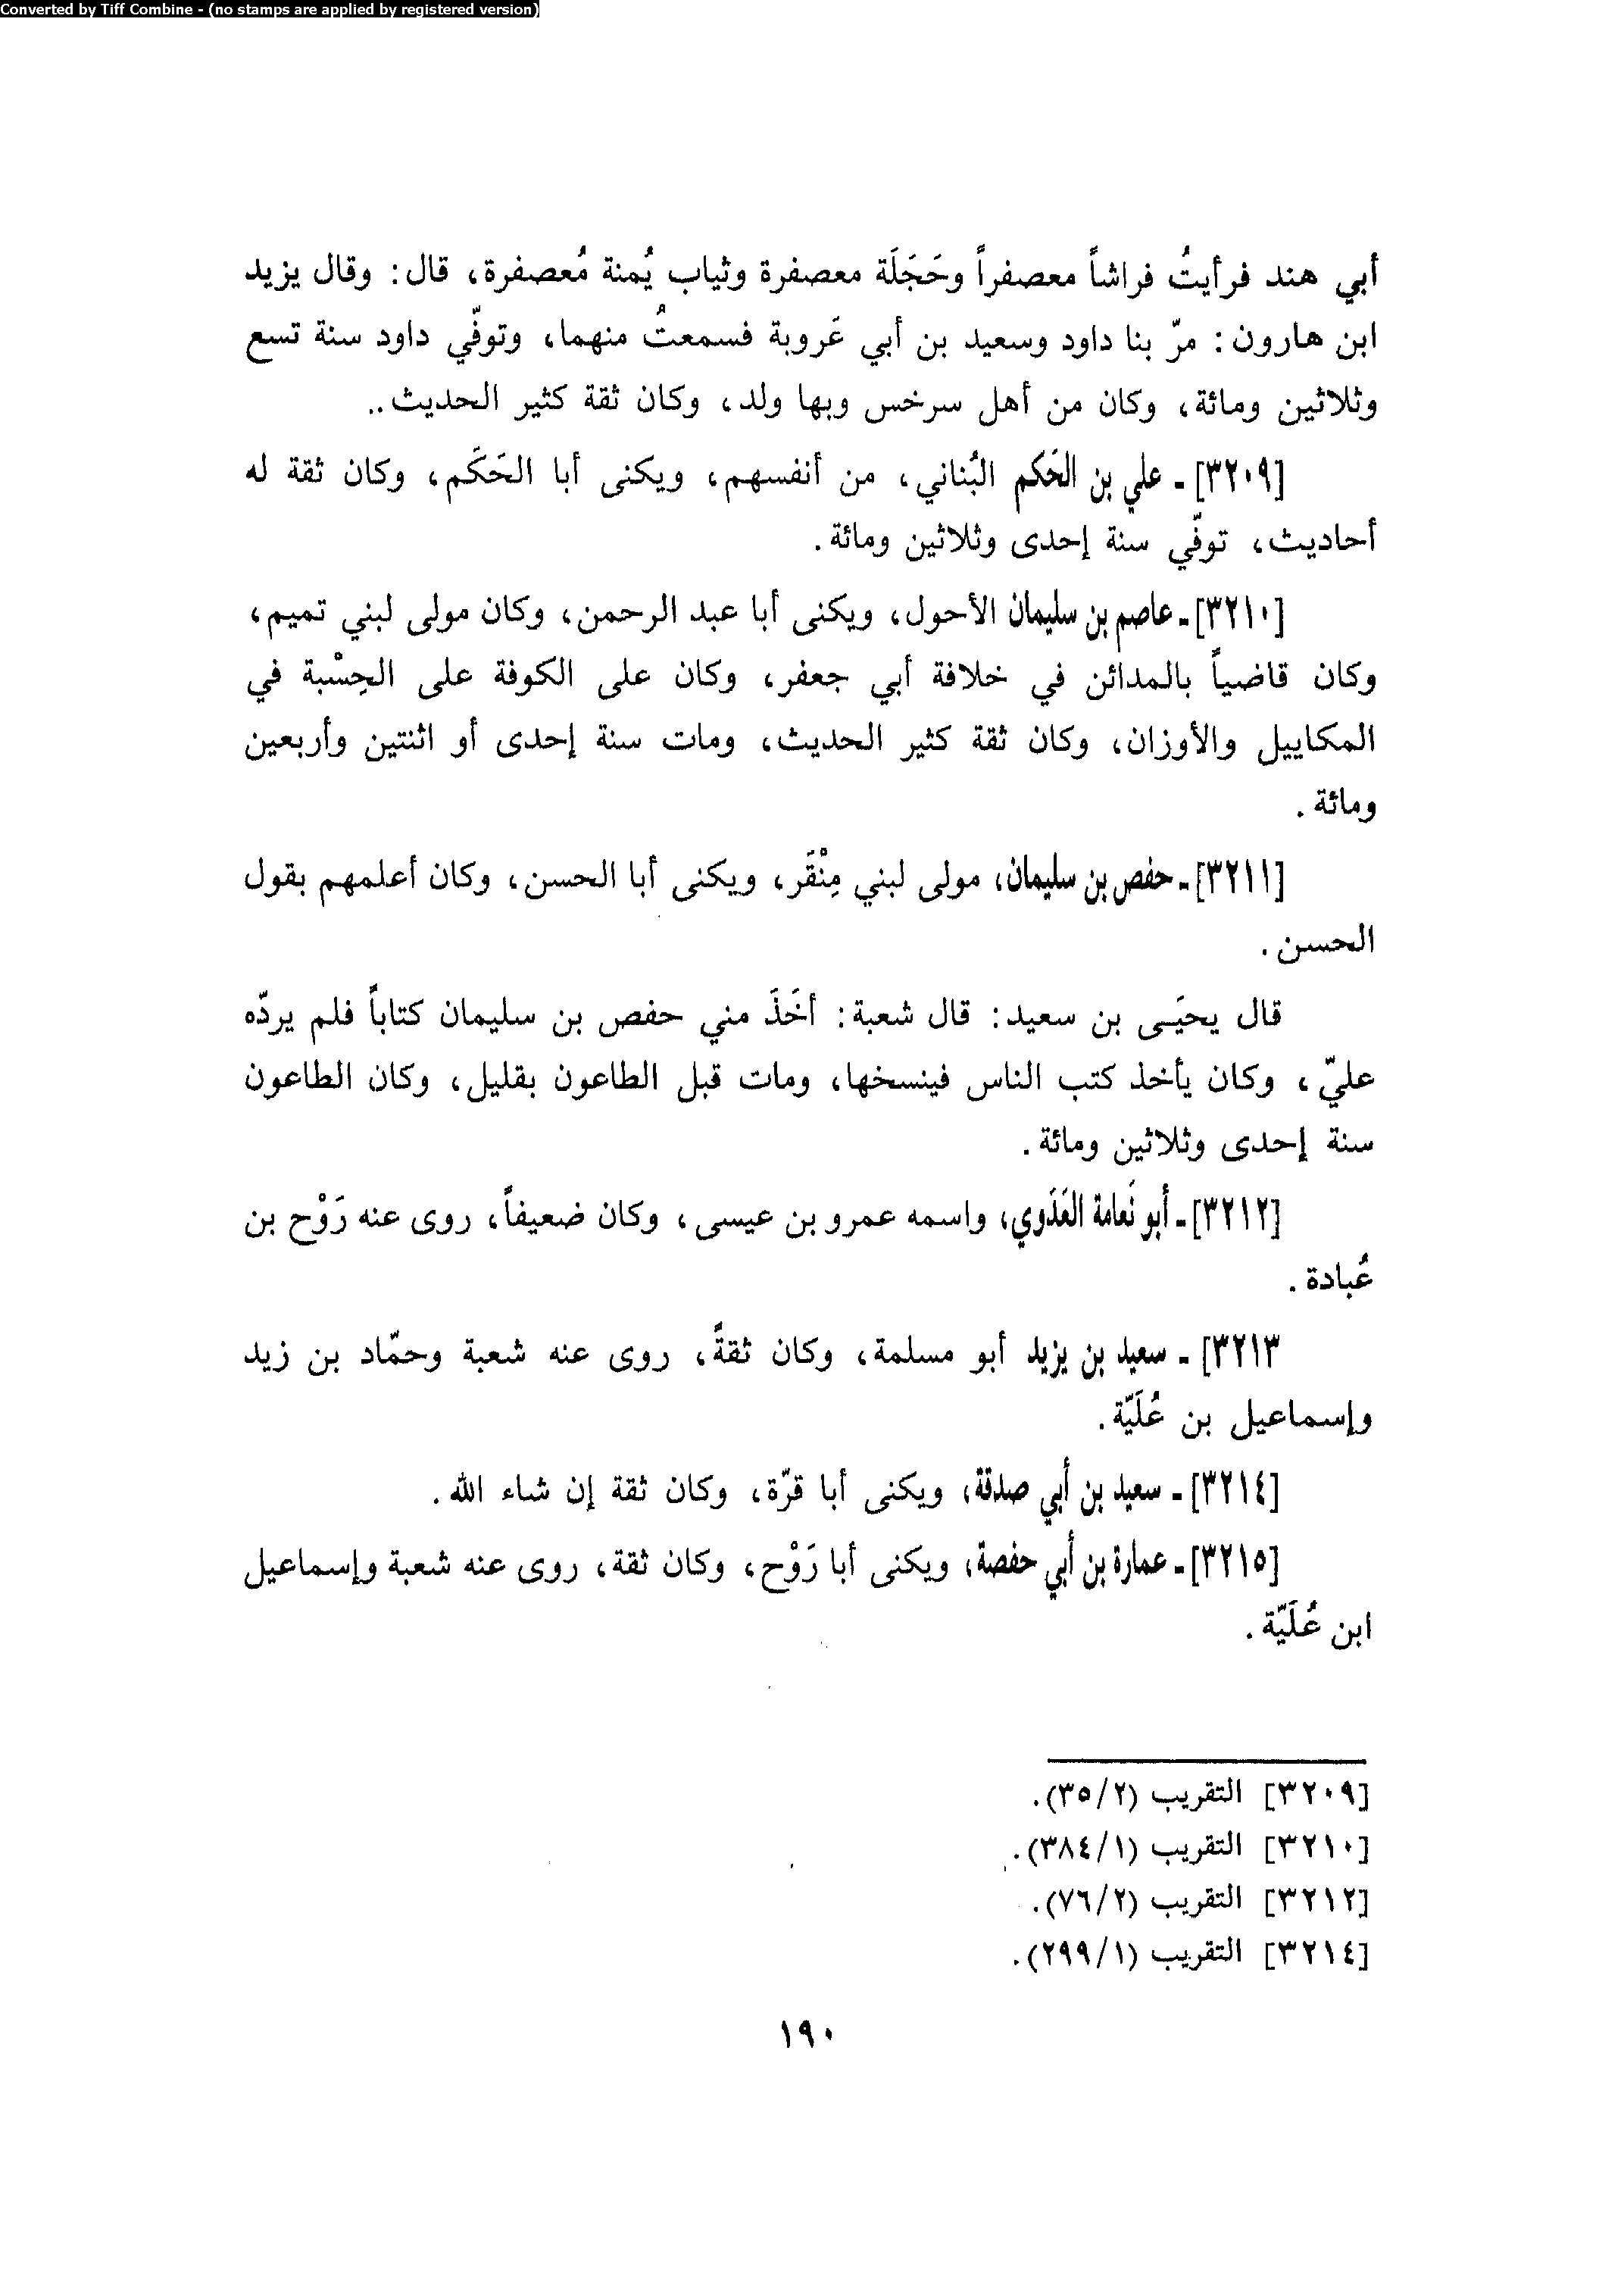 Converted by Tiff Combine - (no stamps are applied by registered version)
أبي هند فرأيتُ فراشاً معصفراً وحَجَلَة معصفرة وثياب يُمنة مُعصفرة، قال: وقال يزيد
ابن هارون: مرّ بنا داود وسعيد بن أبي عَروبة فسمعتُ منهما، وتوفّي داود سنة تسع
وثلاثين ومائة، وكان من أهل سرخس وبها ولد، وكان ثقة كثير الحديث..
[٣٢٠٩] ـ علي بن الحَكم البُناني، من أنفسهم، ويكنى أبا الحَكَم، وكان ثقة له
أحاديث، توفّي سنة إحدى وثلاثين ومائة.
[٣٢١٠] ـ عاصم بن سليمان الأحول، ويكنى أبا عبد الرحمن، وكان مولى لبني تميم،
وكان قاضياً بالمدائن في خلافة أبي جعفر، وكان على الكوفة على الحِسْبة في
المكاييل والأوزان، وكان ثقة كثير الحديث، ومات سنة إحدى أو اثنتين وأربعين
ومائة.
[٣٢١١] ـ حفص بن سليمان، مولى لبني مِنْقَر، ويكنى أبا الحسن، وكان أعلمهم بقول
الحسن.
قال يحيَى بن سعيد: قال شعبة: أخَذَ مني حفص بن سليمان كتاباً فلم يردّه
عليّ، وكان يأخذ كتب الناس فينسخها، ومات قبل الطاعون بقليل، وكان الطاعون
سنة إحدى وثلاثين ومائة.
[٣٢١٢] ـ أبو نَعامة العَدَوي، واسمه عمرو بن عيسى، وكان ضعيفاً، روى عنه رَوْح بن
عُبادة.
٣٢١٣] ـ سعيد بن يزيد أبو مسلمة، وكان ثقةً، روى عنه شعبة وحمّاد بن زيد
وإسماعيل بن عُلَيّة.
[٣٢١٤] ـ سعيد بن أبي صدقة، ويكنى أبا قرّة، وكان ثقة إن شاء الله.
[٣٢١٥] ـ عمارة بن أبي حفصة، ويكنى أبا رَوْح، وكان ثقة، روى عنه شعبة وإسماعيل
ابن عُلَيّة.
[٣٢٠٩] التقريب (٣٥/٢).
[٣٢١٠] التقريب (٣٨٤/١).
[٣٢١٢] التقريب (٧٦/٢).
[٣٢١٤] التقريب (٢٩٩/١).
١٩٠